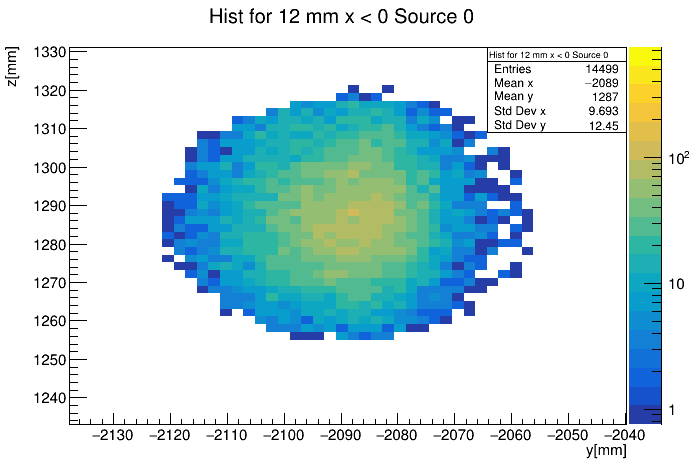 Hist for 12 mm x < 0 Source 0
z[mm]
1330
1320
1310
1300
1290
1280
1270
1260
1250
1240
Hist for 12 mm x < 0 Source 0
Entries 14499
Mean x −2089
Mean y 1287
Std Dev x 9.693
Std Dev y 12.45
10²
10
1
−2130 −2120 −2110 −2100 −2090 −2080 −2070 −2060 −2050 −2040
y[mm]